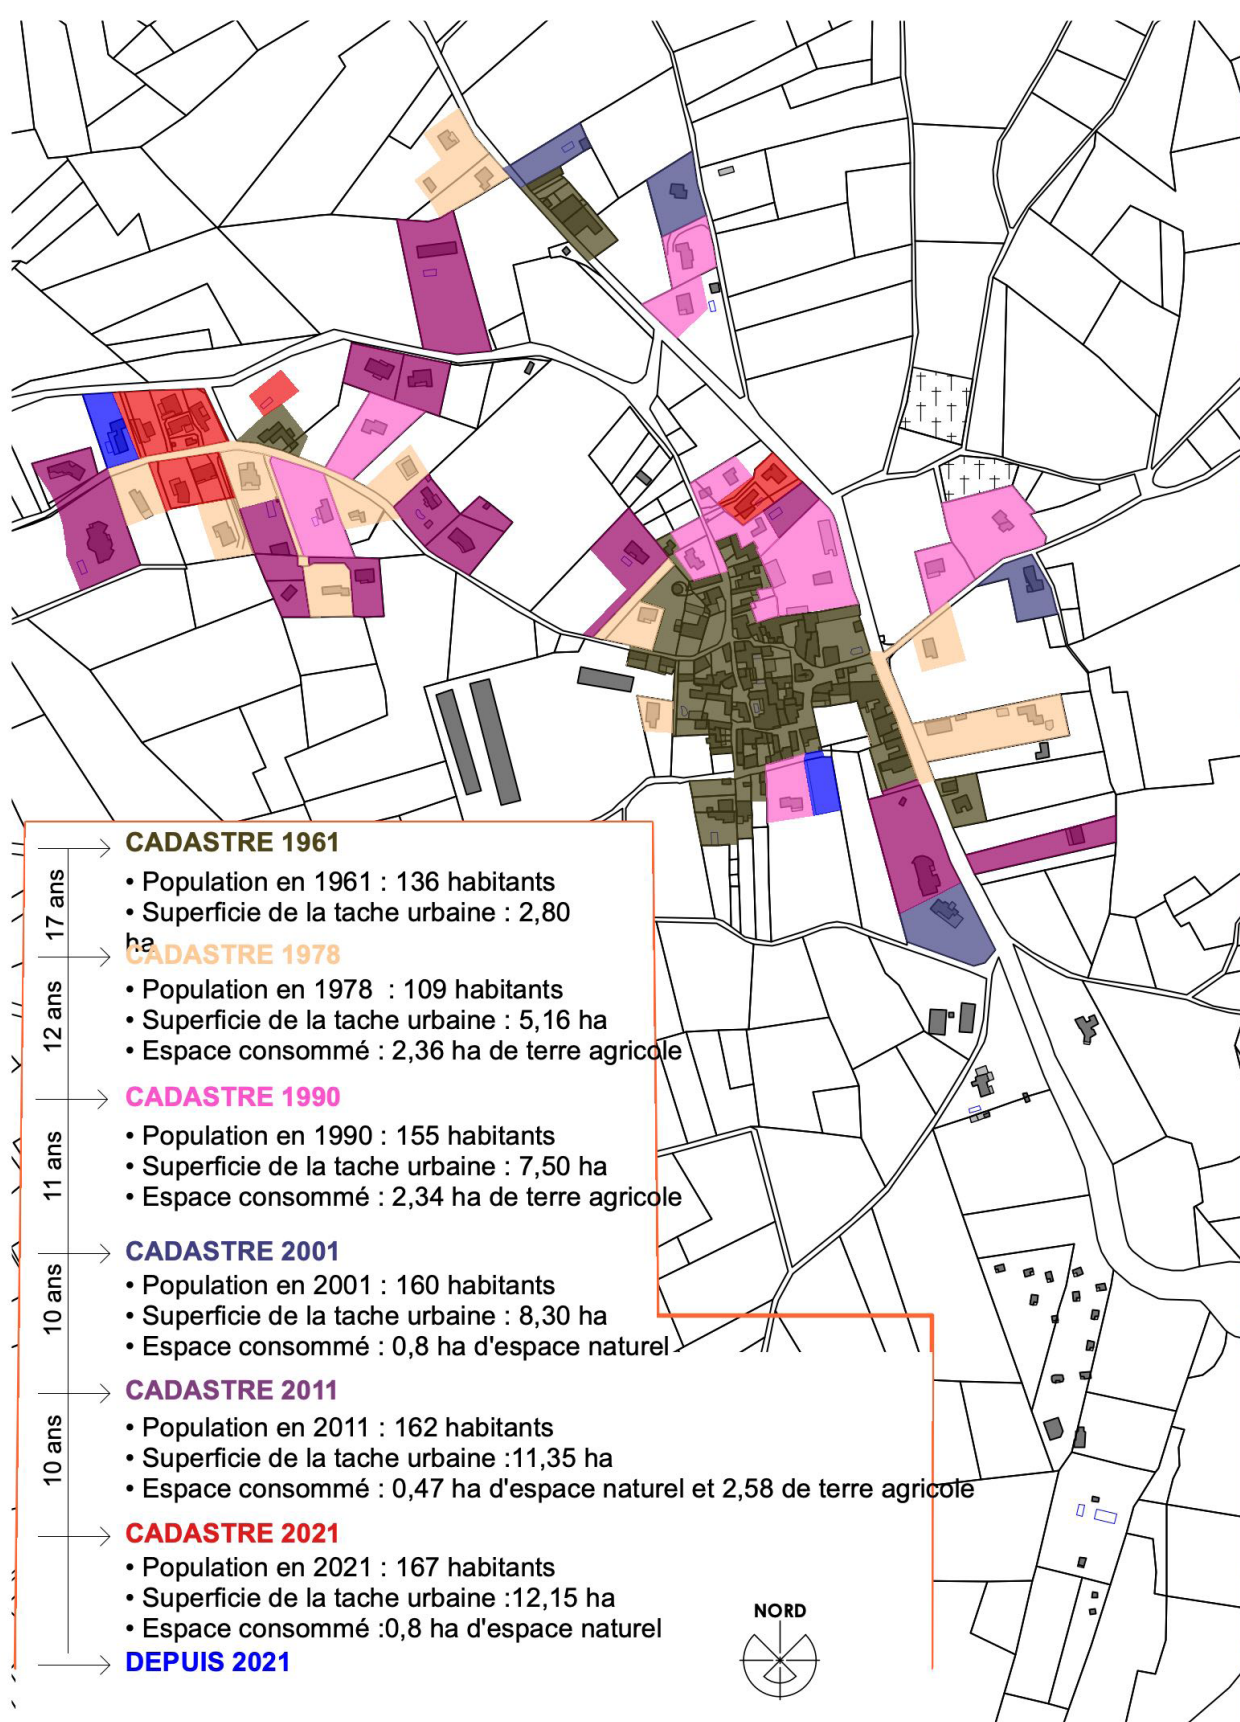 CADASTRE 1961
• Population en 1961 : 136 habitants
• Superficie de la tache urbaine : 2,80
ha
17 ans
CADASTRE 1978
• Population en 1978 : 109 habitants
• Superficie de la tache urbaine : 5,16 ha
• Espace consommé : 2,36 ha de terre agricole
12 ans
CADASTRE 1990
• Population en 1990 : 155 habitants
• Superficie de la tache urbaine : 7,50 ha
• Espace consommé : 2,34 ha de terre agricole
11 ans
CADASTRE 2001
• Population en 2001 : 160 habitants
• Superficie de la tache urbaine : 8,30 ha
• Espace consommé : 0,8 ha d'espace naturel
10 ans
CADASTRE 2011
• Population en 2011 : 162 habitants
• Superficie de la tache urbaine :11,35 ha
• Espace consommé : 0,47 ha d'espace naturel et 2,58 de terre agricole
10 ans
CADASTRE 2021
• Population en 2021 : 167 habitants
• Superficie de la tache urbaine :12,15 ha
• Espace consommé :0,8 ha d'espace naturel
DEPUIS 2021
NORD